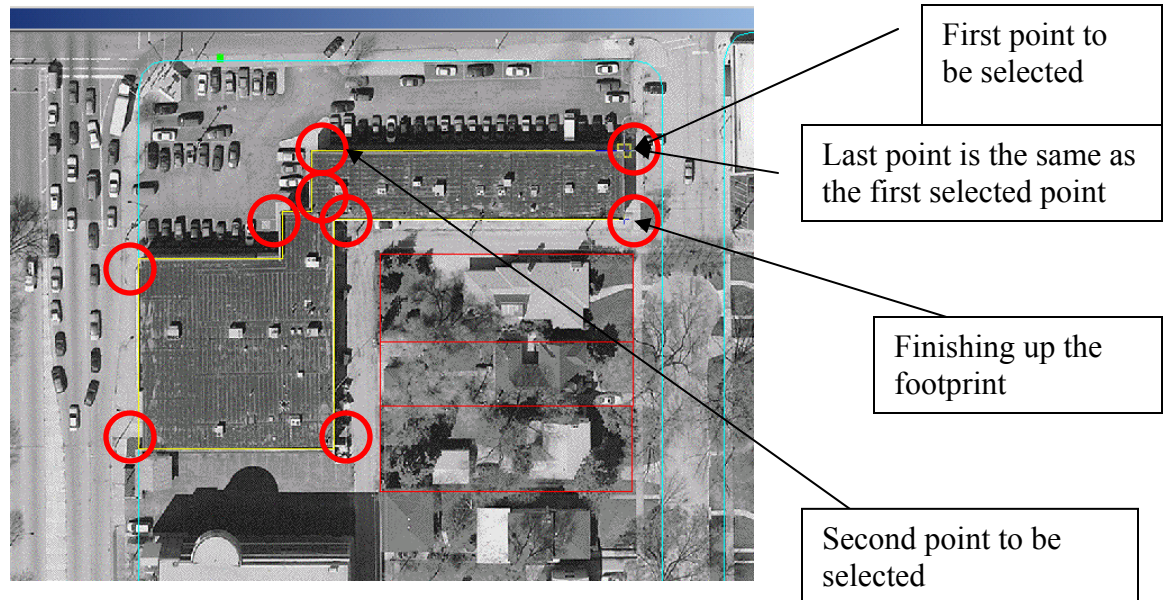 First point to
be selected
Last point is the same as
the first selected point
Finishing up the
footprint
Second point to be
selected